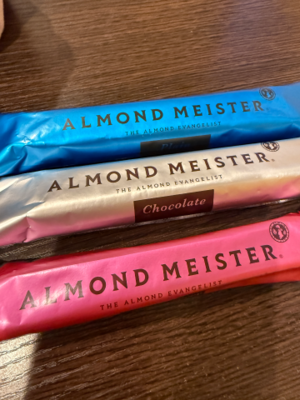 ALMOND MEISTER®
THE ALMOND EVANGELIST
ALMOND MEISTER®
THE ALMOND EVANGELIST
Chocolate
ALMOND MEISTER®
THE ALMOND EVANGELIST